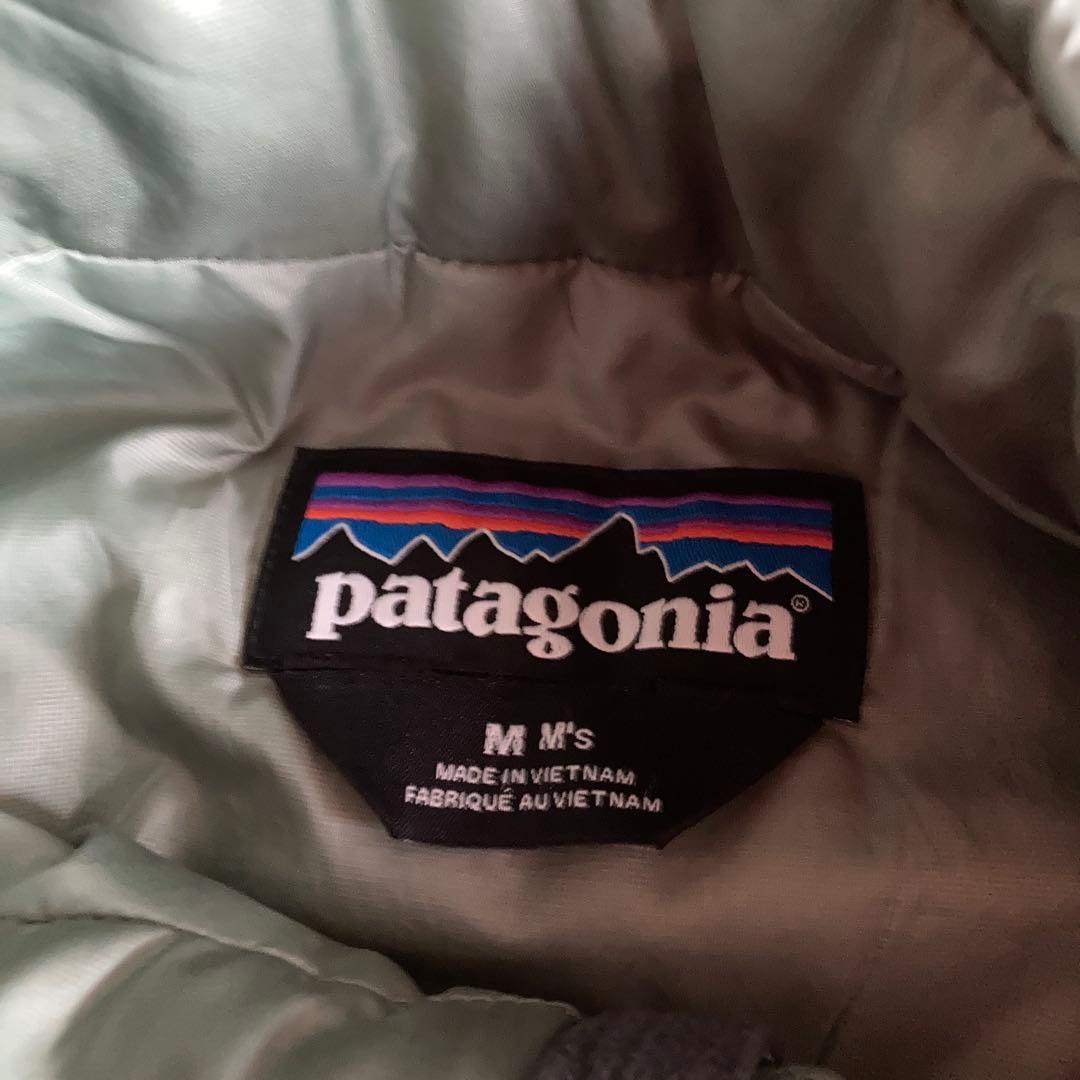 patagonia®
M M's
MADE IN VIETNAM
FABRIQUÉ AU VIETNAM